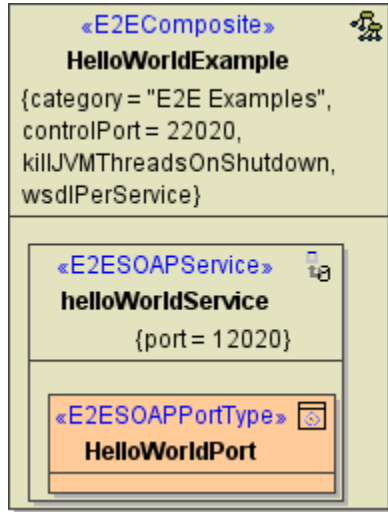 «E2EComposite»
HelloWorldExample
{category = "E2E Examples",
controlPort = 22020,
killJVMThreadsOnShutdown,
wsdlPerService}
«E2ESOAPService»
helloWorldService
{port = 12020}
«E2ESOAPPortType»
HelloWorldPort